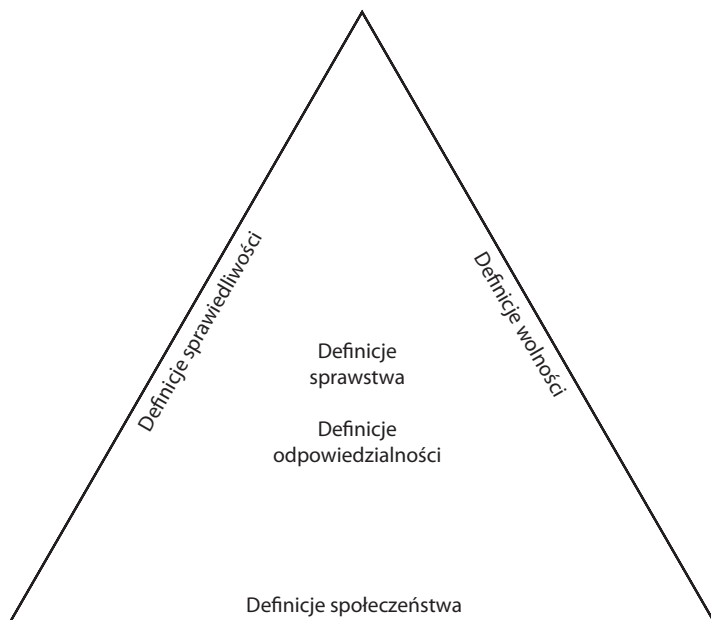 Definicje sprawiedliwości
Definicje wolności
Definicje
sprawstwa
Definicje
odpowiedzialności
Definicje społeczeństwa